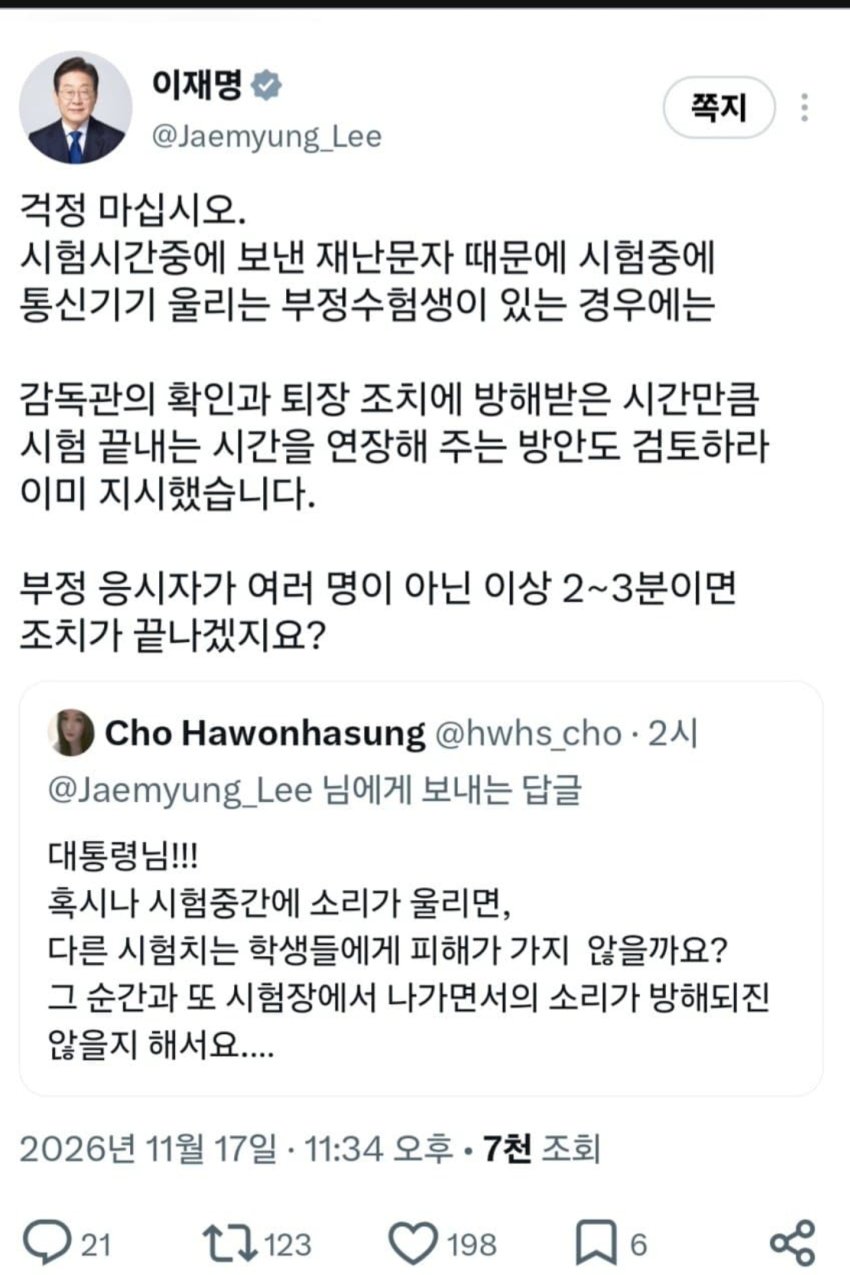 이재명
쪽지
@Jaemyung_Lee
걱정 마십시오.
시험시간중에 보낸 재난문자 때문에 시험중에
통신기기 울리는 부정수험생이 있는 경우에는
감독관의 확인과 퇴장 조치에 방해받은 시간만큼
시험 끝내는 시간을 연장해 주는 방안도 검토하라
이미 지시했습니다.
부정 응시자가 여러 명이 아닌 이상 2~3분이면
조치가 끝나겠지요?
Cho Hawonhasung @hwhs_cho · 2시
@Jaemyung_Lee 님에게 보내는 답글
대통령님!!!
혹시나 시험중간에 소리가 울리면,
다른 시험치는 학생들에게 피해가 가지 않을까요?
그 순간과 또 시험장에서 나가면서의 소리가 방해되진
않을지 해서요....
2026년 11월 17일 · 11:34 오후 • 7천 조회
21 123 198 6